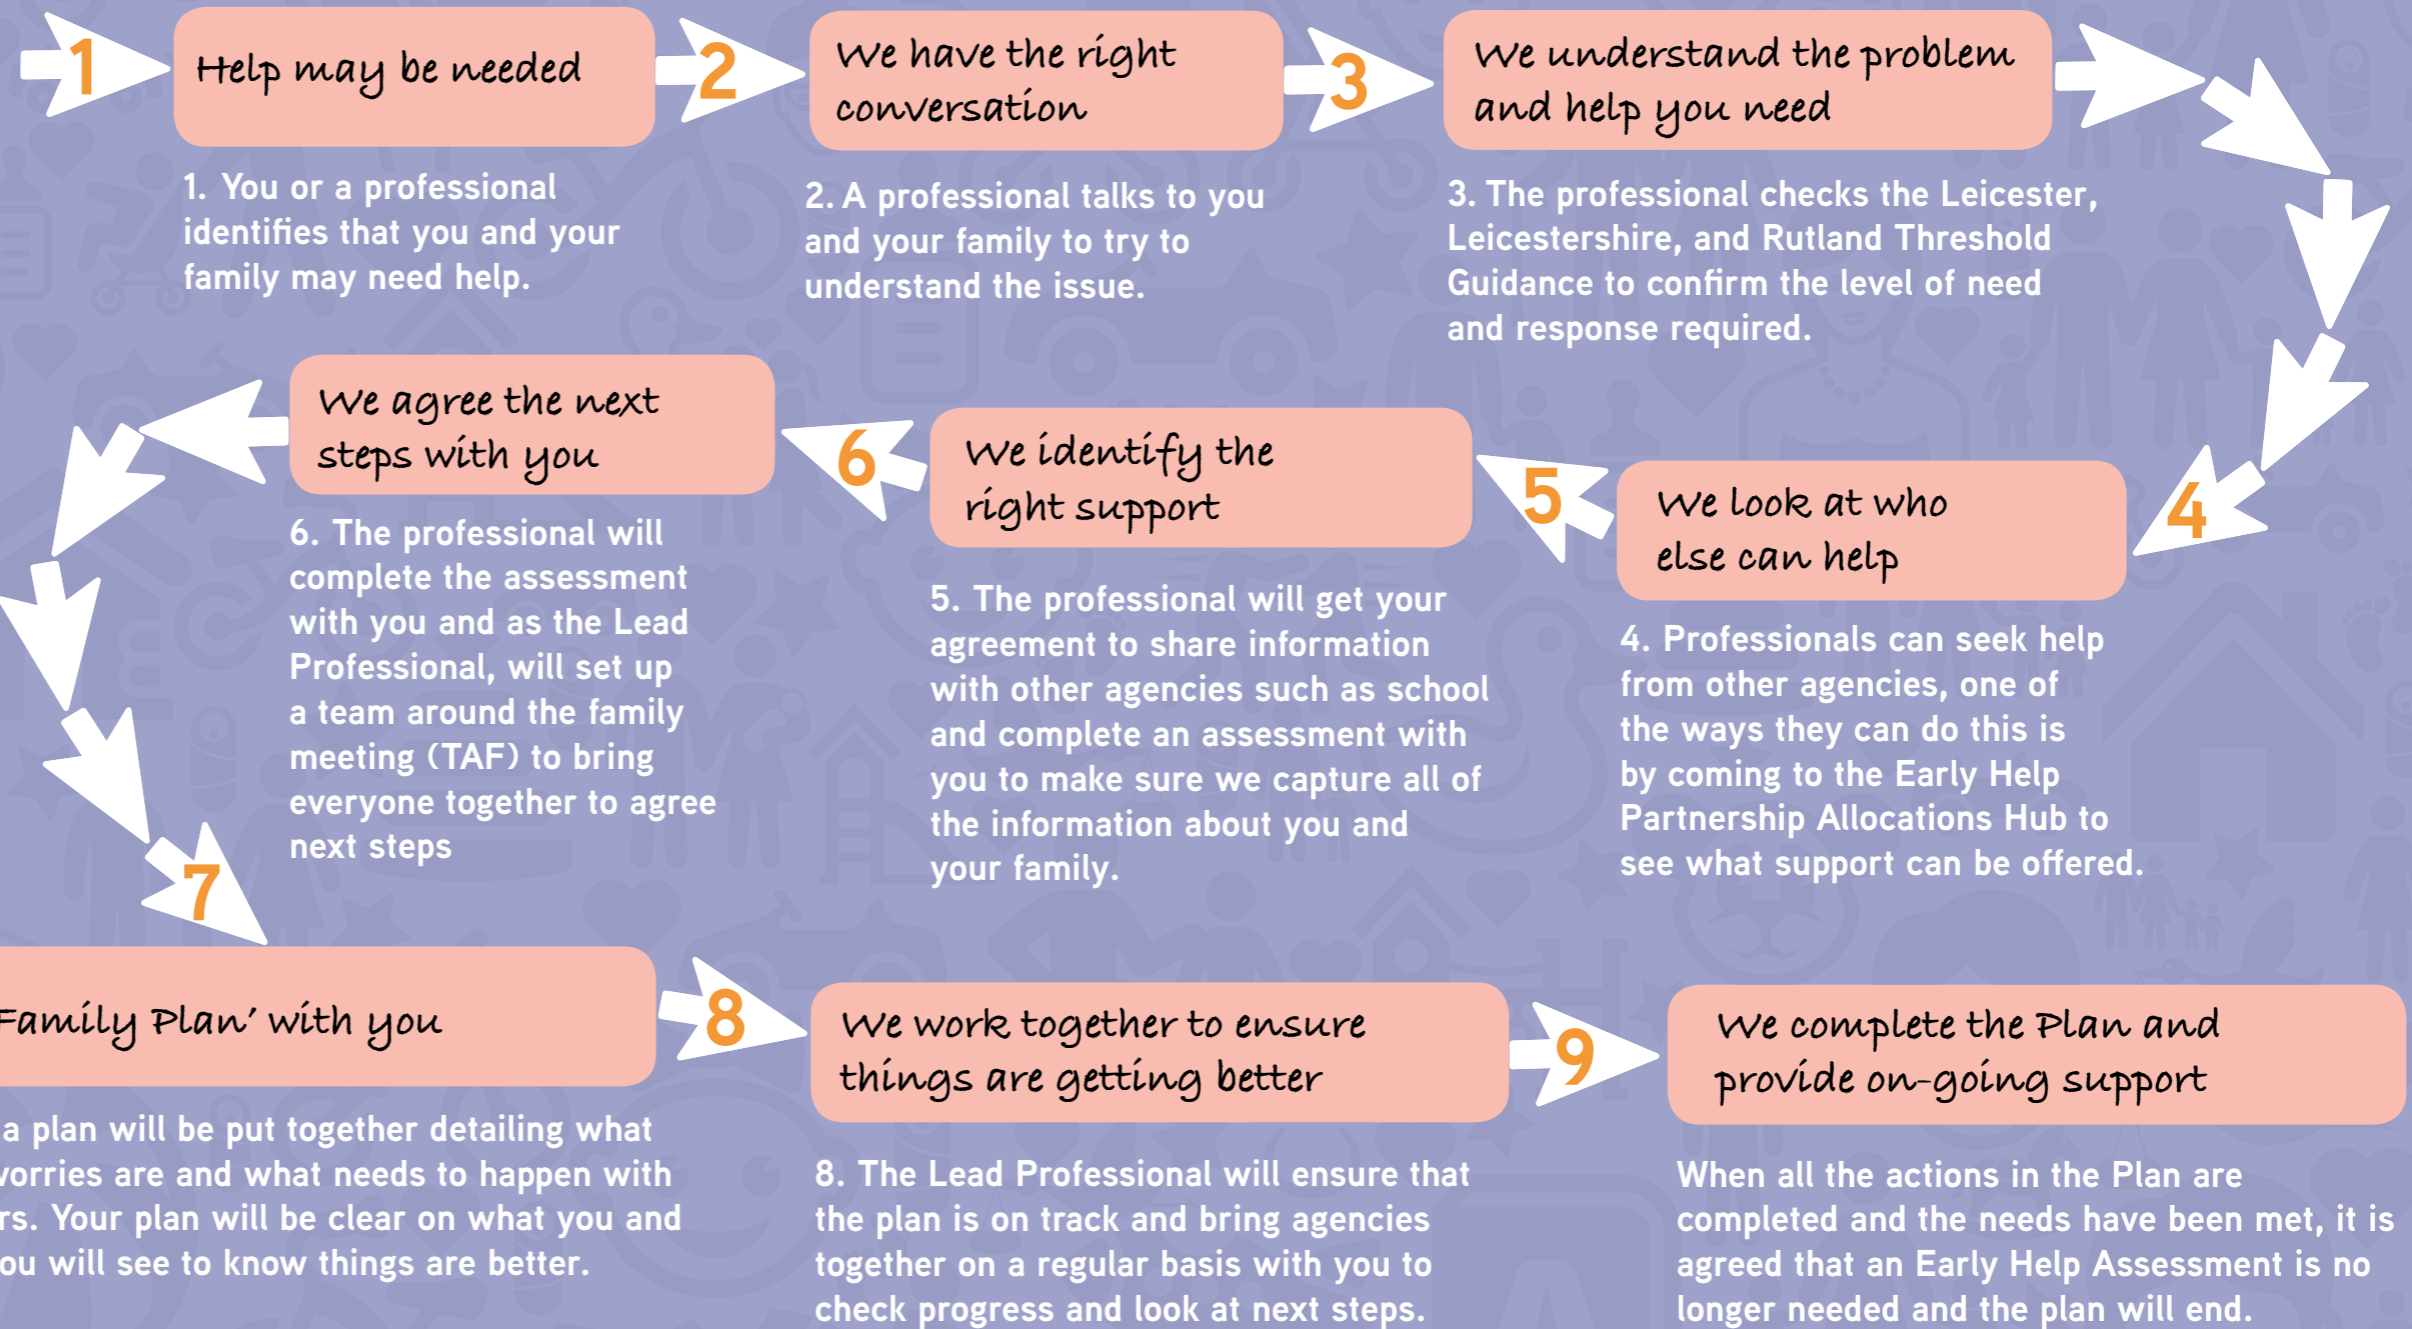 1
Help may be needed
1. You or a professional
identifies that you and your
family may need help.
2
We have the right
conversation
2. A professional talks to you
and your family to try to
understand the issue.
3
We understand the problem
and help you need
3. The professional checks the Leicester,
Leicestershire, and Rutland Threshold
Guidance to confirm the level of need
and response required.
4
We look at who
else can help
4. Professionals can seek help
from other agencies, one of
the ways they can do this is
by coming to the Early Help
Partnership Allocations Hub to
see what support can be offered.
5
We identify the
right support
5. The professional will get your
agreement to share information
with other agencies such as school
and complete an assessment with
you to make sure we capture all of
the information about you and
your family.
6
We agree the next
steps with you
6. The professional will
complete the assessment
with you and as the Lead
Professional, will set up
a team around the family
meeting (TAF) to bring
everyone together to agree
next steps
7
Family Plan’ with you
a plan will be put together detailing what
are and what needs to happen with
Your plan will be clear on what you and
will see to know things are better.
8
We work together to ensure
things are getting better
8. The Lead Professional will ensure that
the plan is on track and bring agencies
together on a regular basis with you to
check progress and look at next steps.
9
We complete the Plan and
provide on-going support
When all the actions in the Plan are
completed and the needs have been met, it is
agreed that an Early Help Assessment is no
longer needed and the plan will end.